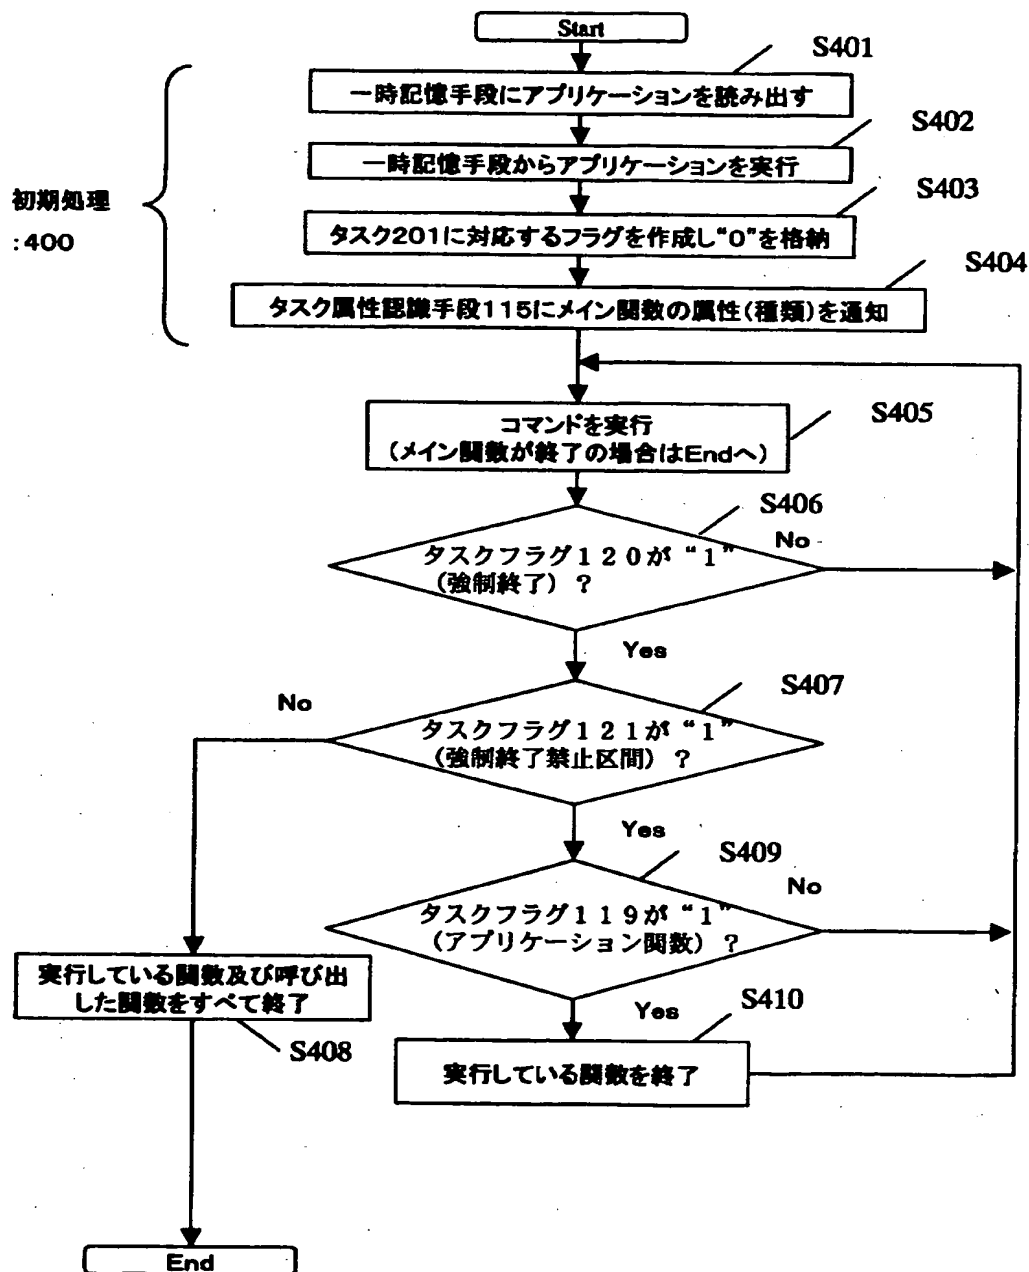 Start
S401
一時記憶手段にアプリケーションを読み出す
S402
一時記憶手段からアプリケーションを実行
S403
初期処理
:400
タスク201に対応するフラグを作成し“0”を格納
S404
タスク属性認識手段115にメイン関数の属性(種類)を通知
S405
コマンドを実行
(メイン関数が終了の場合はEndへ)
S406
No
タスクフラグ120が“1”
(強制終了)?
Yes
S407
No
タスクフラグ121が“1”
(強制終了禁止区間)?
Yes
S409
No
タスクフラグ119が“1”
(アプリケーション関数)?
実行している関数及び呼び出
した関数をすべて終了
S408
Yes
S410
実行している関数を終了
End